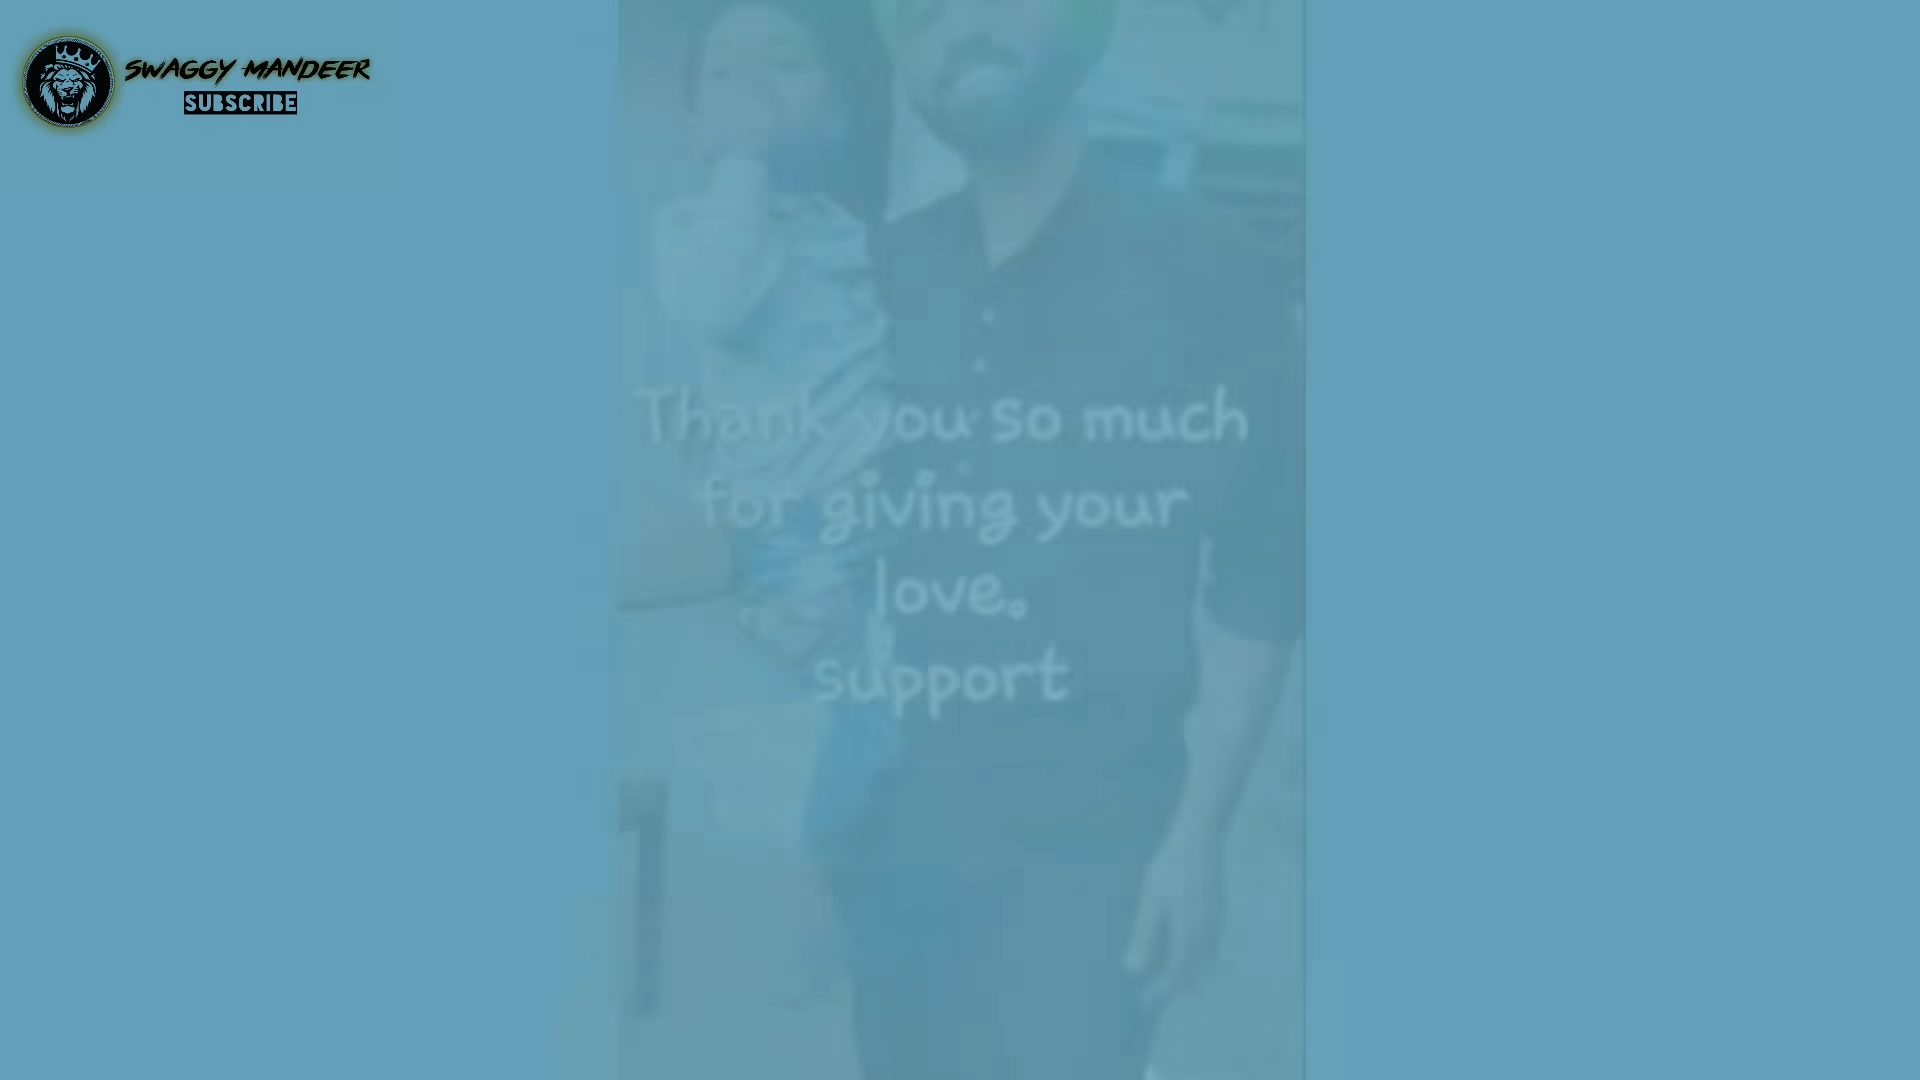 SWAGGY MANDEER
SUBSCRIBE
Thank you so much
for giving your
love.
support